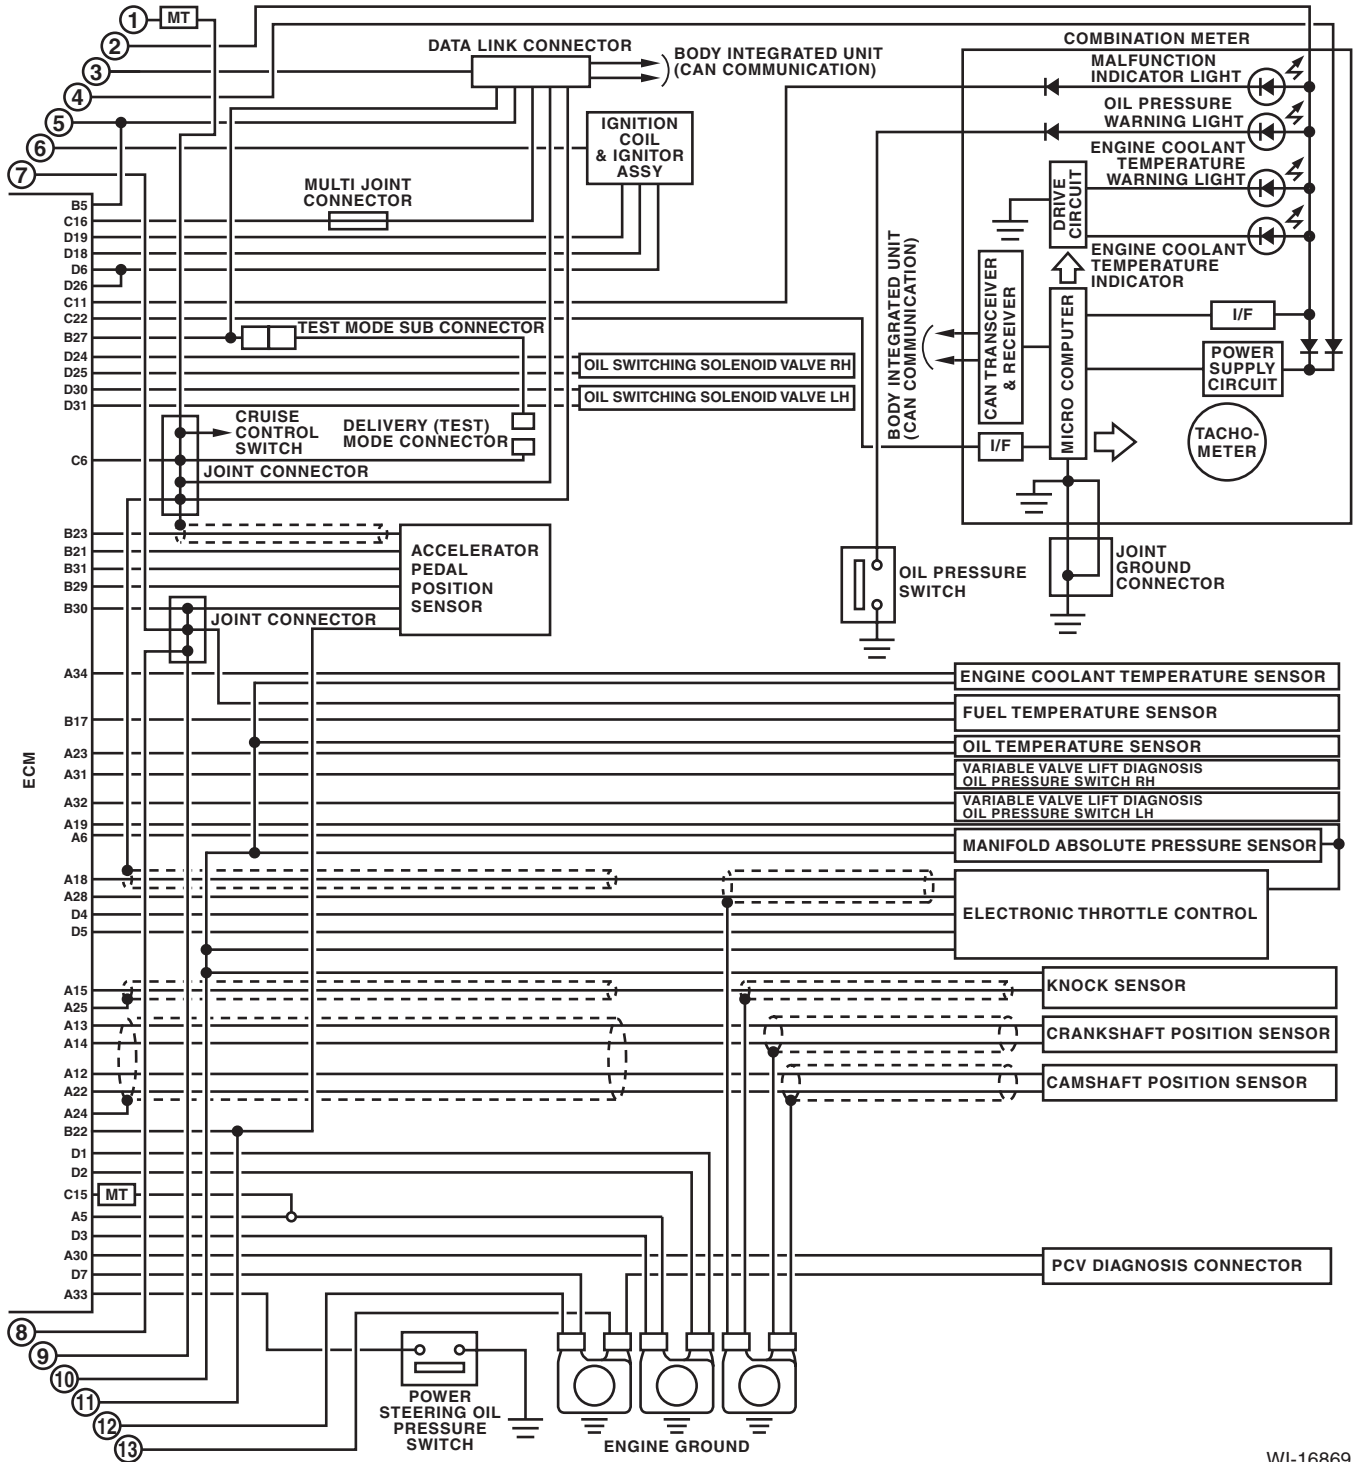 1
MT
2
3
4
5
6
7
DATA LINK CONNECTOR
BODY INTEGRATED UNIT
(CAN COMMUNICATION)
COMBINATION METER
MALFUNCTION
INDICATOR LIGHT
OIL PRESSURE
WARNING LIGHT
ENGINE COOLANT
TEMPERATURE
WARNING LIGHT
IGNITION
COIL
& IGNITOR
ASSY
MULTI JOINT
CONNECTOR
DRIVE
CIRCUIT
ENGINE COOLANT
TEMPERATURE
INDICATOR
BODY INTEGRATED UNIT
(CAN COMMUNICATION)
CAN TRANSCEIVER
& RECEIVER
MICRO COMPUTER
I/F
POWER
SUPPLY
CIRCUIT
TACHO-
METER
I/F
B5
C16
D19
D18
D6
D26
C11
C22
B27
D24
D25
D30
D31
C6
TEST MODE SUB CONNECTOR
OIL SWITCHING SOLENOID VALVE RH
OIL SWITCHING SOLENOID VALVE LH
CRUISE
CONTROL
SWITCH
DELIVERY (TEST)
MODE CONNECTOR
JOINT CONNECTOR
B23
B21
B31
B29
B30
ACCELERATOR
PEDAL
POSITION
SENSOR
JOINT CONNECTOR
OIL PRESSURE
SWITCH
JOINT
GROUND
CONNECTOR
ECM
A34
B17
A23
A31
A32
A19
A6
A18
A28
D4
D5
A15
A25
A13
A14
A12
A22
A24
B22
D1
D2
C15
MT
A5
D3
A30
D7
A33
ENGINE COOLANT TEMPERATURE SENSOR
FUEL TEMPERATURE SENSOR
OIL TEMPERATURE SENSOR
VARIABLE VALVE LIFT DIAGNOSIS
OIL PRESSURE SWITCH RH
VARIABLE VALVE LIFT DIAGNOSIS
OIL PRESSURE SWITCH LH
MANIFOLD ABSOLUTE PRESSURE SENSOR
ELECTRONIC THROTTLE CONTROL
KNOCK SENSOR
CRANKSHAFT POSITION SENSOR
CAMSHAFT POSITION SENSOR
PCV DIAGNOSIS CONNECTOR
8
9
10
11
12
13
POWER
STEERING OIL
PRESSURE
SWITCH
ENGINE GROUND
WI-16869